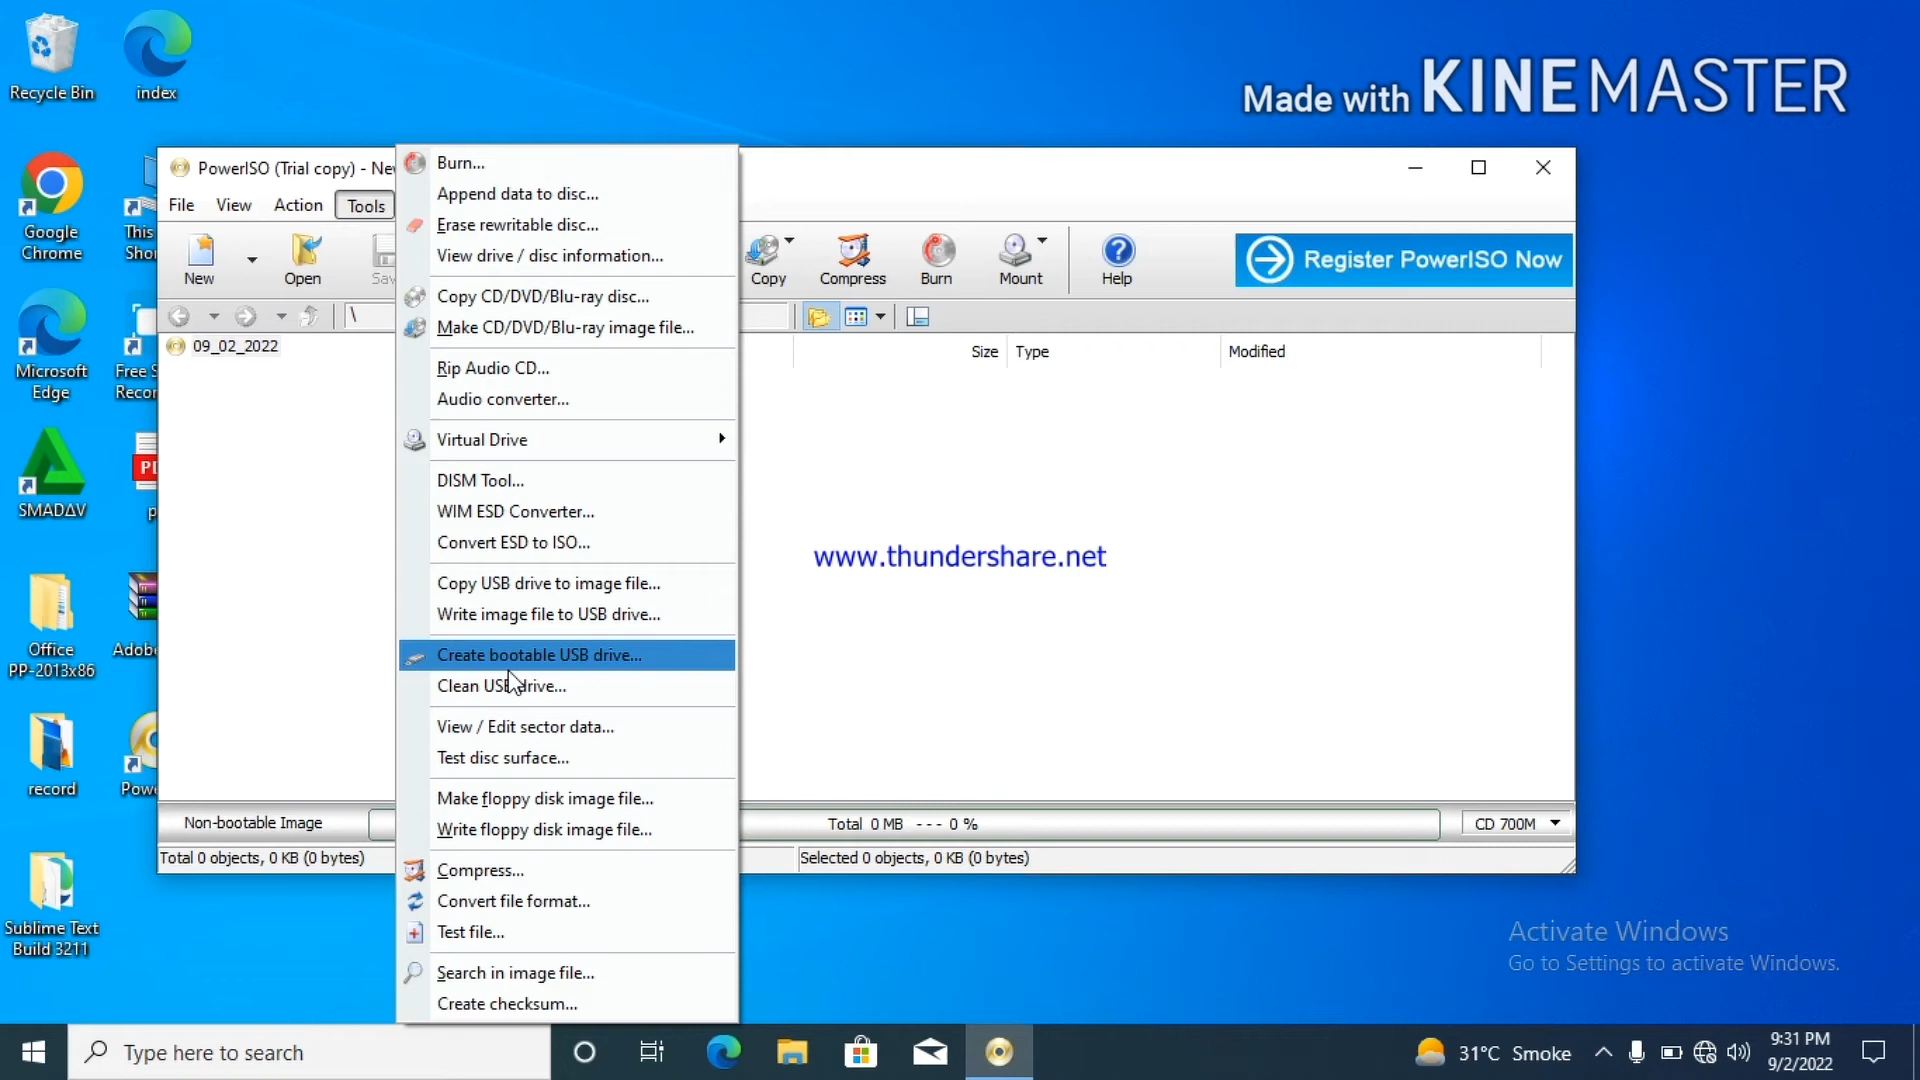 Recycle Bin
index
Made with KINEMASTER
Google
Chrome
This
Shor
Microsoft
Edge
Free S
Recor
SMADΔV
PD
p
Office
PP-2013x86
Adobe
record
Powe
Sublime Text
Build 3211
PowerISO (Trial copy) - New
File View Action Tools
New
Open
Sav
Copy
Compress
Burn
Mount
Help
Register PowerISO Now
\
09_02_2022
Size
Type
Modified
Burn...
Append data to disc...
Erase rewritable disc...
View drive / disc information...
Copy CD/DVD/Blu-ray disc...
Make CD/DVD/Blu-ray image file...
Rip Audio CD...
Audio converter...
Virtual Drive
DISM Tool...
WIM ESD Converter...
Convert ESD to ISO...
Copy USB drive to image file...
Write image file to USB drive...
Create bootable USB drive...
Clean USB drive...
View / Edit sector data...
Test disc surface...
Make floppy disk image file...
Write floppy disk image file...
Compress...
Convert file format...
Test file...
Search in image file...
Create checksum...
www.thundershare.net
Non-bootable Image
Total 0 MB --- 0 %
CD 700M
Total 0 objects, 0 KB (0 bytes)
Selected 0 objects, 0 KB (0 bytes)
Activate Windows
Go to Settings to activate Windows.
Type here to search
31°C Smoke
9:31 PM
9/2/2022